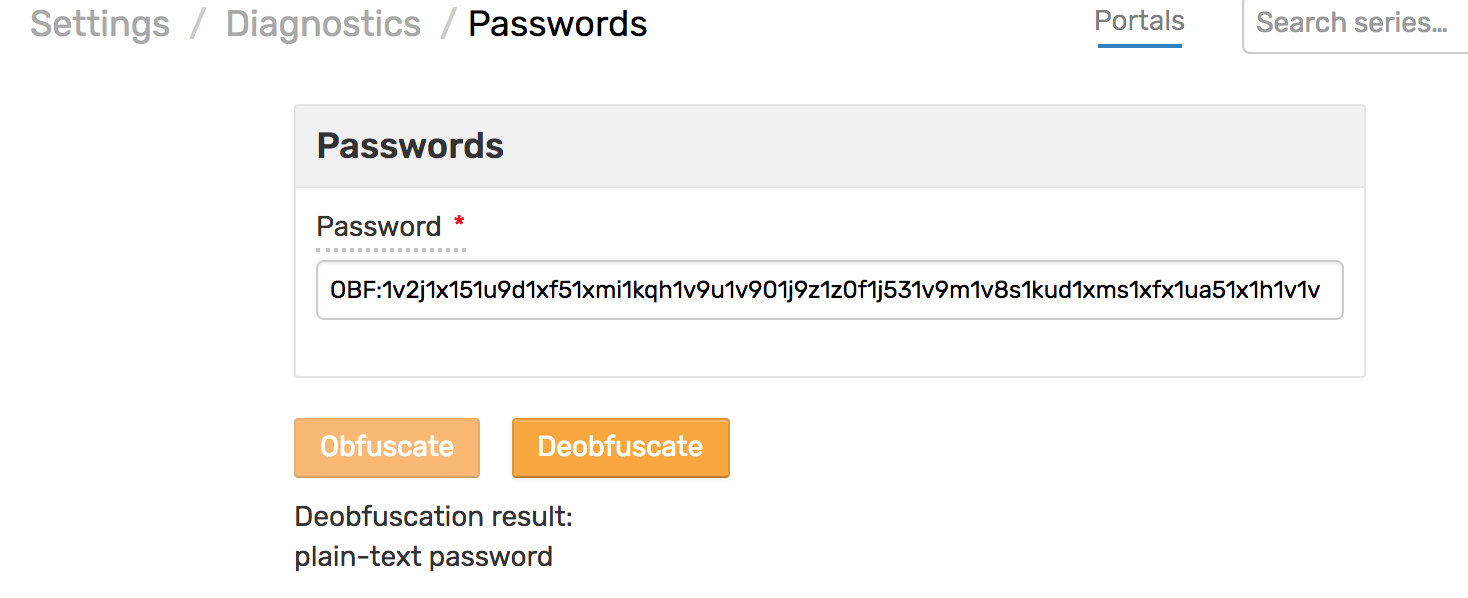 Settings / Diagnostics / Passwords
Portals
Search series...
Passwords
Password *
OBF:1v2j1x151u9d1xf51xmi1kqh1v9u1v901j9z1z0f1j531v9m1v8s1kud1xms1xfx1ua51x1h1v1v
Obfuscate
Deobfuscate
Deobfuscation result:
plain-text password